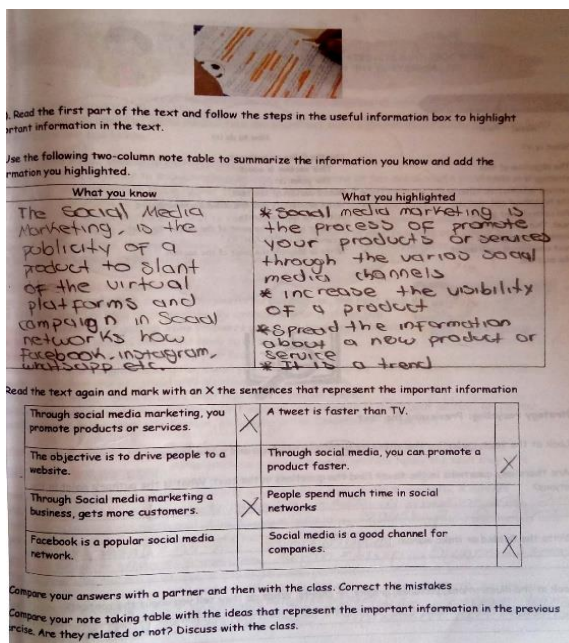 ). Read the first part of the text and follow the steps in the useful information box to highlight
ortant information in the text.
Use the following two-column note table to summarize the information you know and add the
rmation you highlighted.
What you know
The Social Media
Marketing, is the
publicity of a
product to slant
of the virtual
platforms and
campaign in Social
networks how
Facebook, instagram,
whatsapp etc.
What you highlighted
* Social media marketing is
the process of promote
your products or services
through the varios social
media channels
* increase the visibility
of a product
* Spread the information
about a new product or
service
* It is a trend
Read the text again and mark with an X the sentences that represent the important information
Through social media marketing, you
promote products or services.
X
A tweet is faster than TV.
The objective is to drive people to a
website.
Through social media, you can promote a
product faster.
X
Through Social media marketing a
business, gets more customers.
X
People spend much time in social
networks
Facebook is a popular social media
network.
Social media is a good channel for
companies.
X
Compare your answers with a partner and then with the class. Correct the mistakes
Compare your note taking table with the ideas that represent the important information in the previous
ercise. Are they related or not? Discuss with the class.